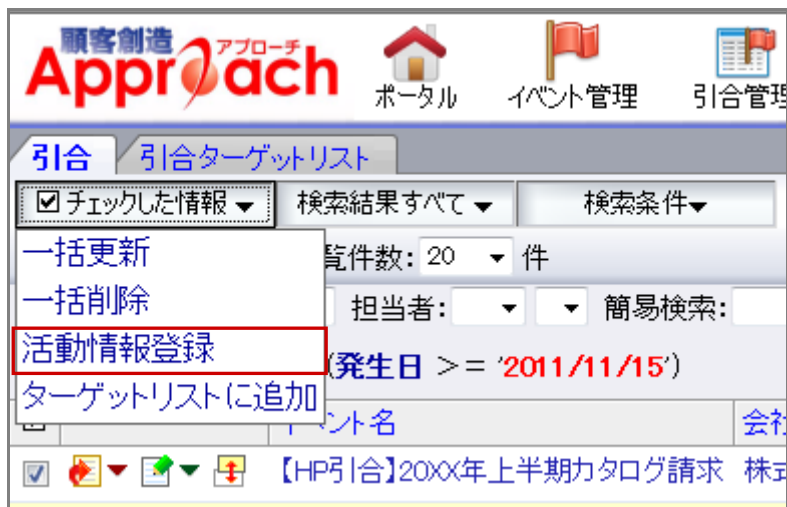 顧客創造 アプローチ
Approach
ポータル イベント管理 引合管理
引合 引合ターゲットリスト
チェックした情報 検索結果すべて 検索条件
一括更新
覧件数: 20 件
一括削除
担当者: 簡易検索:
活動情報登録
(発生日 >= '2011/11/15')
ターゲットリストに追加
イベント名 会社
【HP引合】20XX年上半期カタログ請求 株式